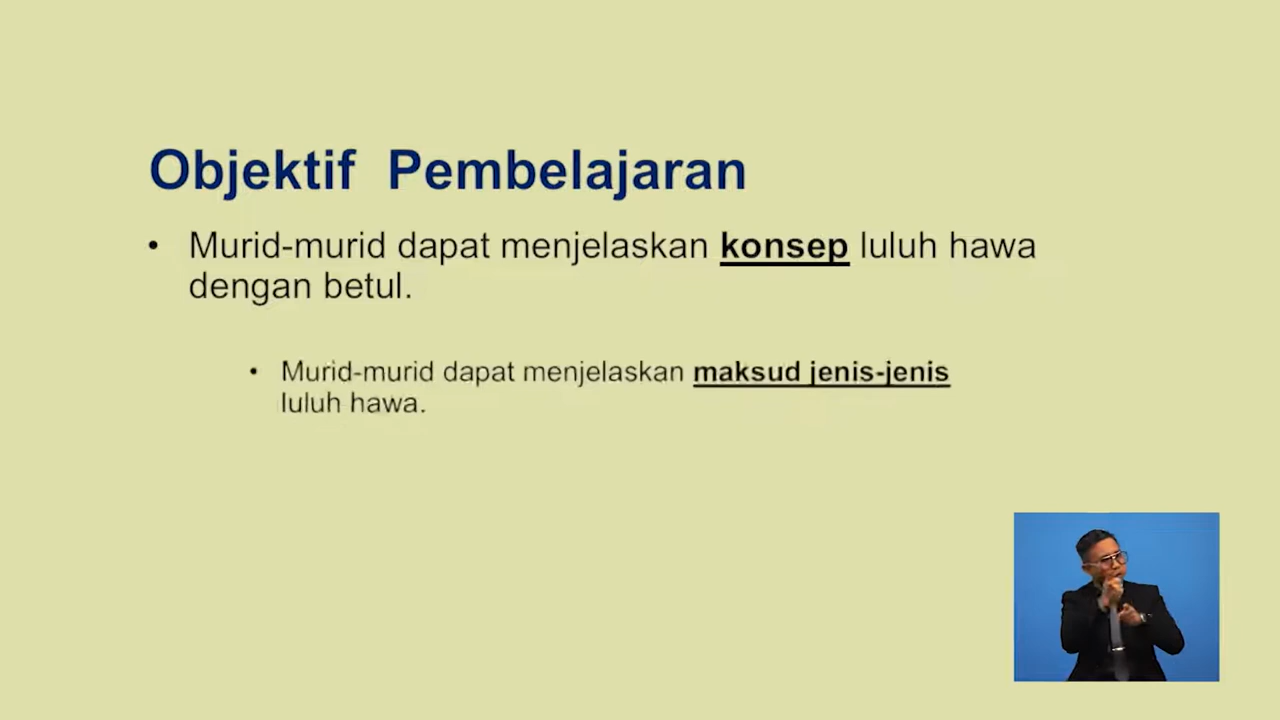 Objektif Pembelajaran
• Murid-murid dapat menjelaskan konsep luluh hawa
dengan betul.
• Murid-murid dapat menjelaskan maksud jenis-jenis
luluh hawa.